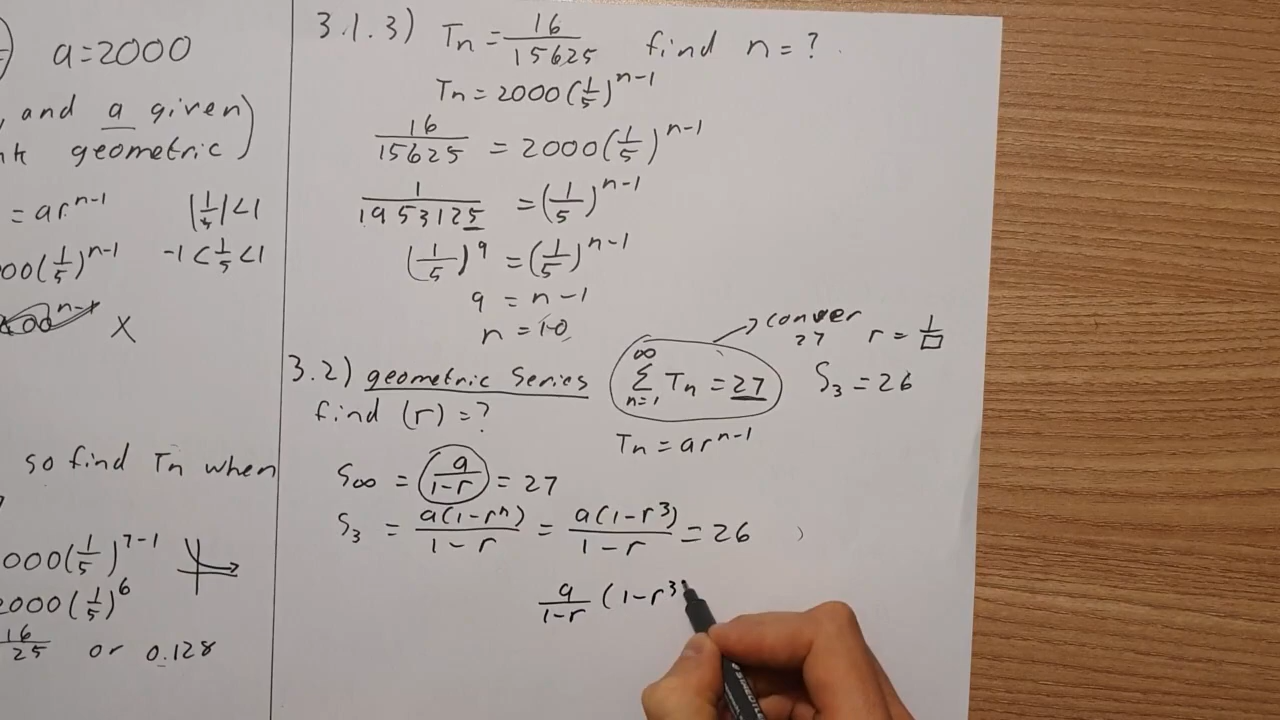 a=2000
, and a given)
geometric)
= ar^n-1 |1/5|<1
00(1/5)^n-1 -1<1/5<1
X
so find Tn when
000(1/5)^7-1
2000(1/5)^6
16/25 or 0.128
3.1.3) Tn = 16/15625 find n = ?
Tn = 2000(1/5)^n-1
16/15625 = 2000(1/5)^n-1
1/1953125 = (1/5)^n-1
(1/5)^9 = (1/5)^n-1
9 = n-1
n = 10
3.2) geometric Series ∞ Σ n=1 Tn = 27 → conver 27 r = 1/□
S3 = 26
find (r) = ?
Tn = ar^n-1
S∞ = a/1-r = 27
S3 = a(1-r^n)/1-r = a(1-r^3)/1-r = 26
a/1-r (1-r^3
STAEDTLER